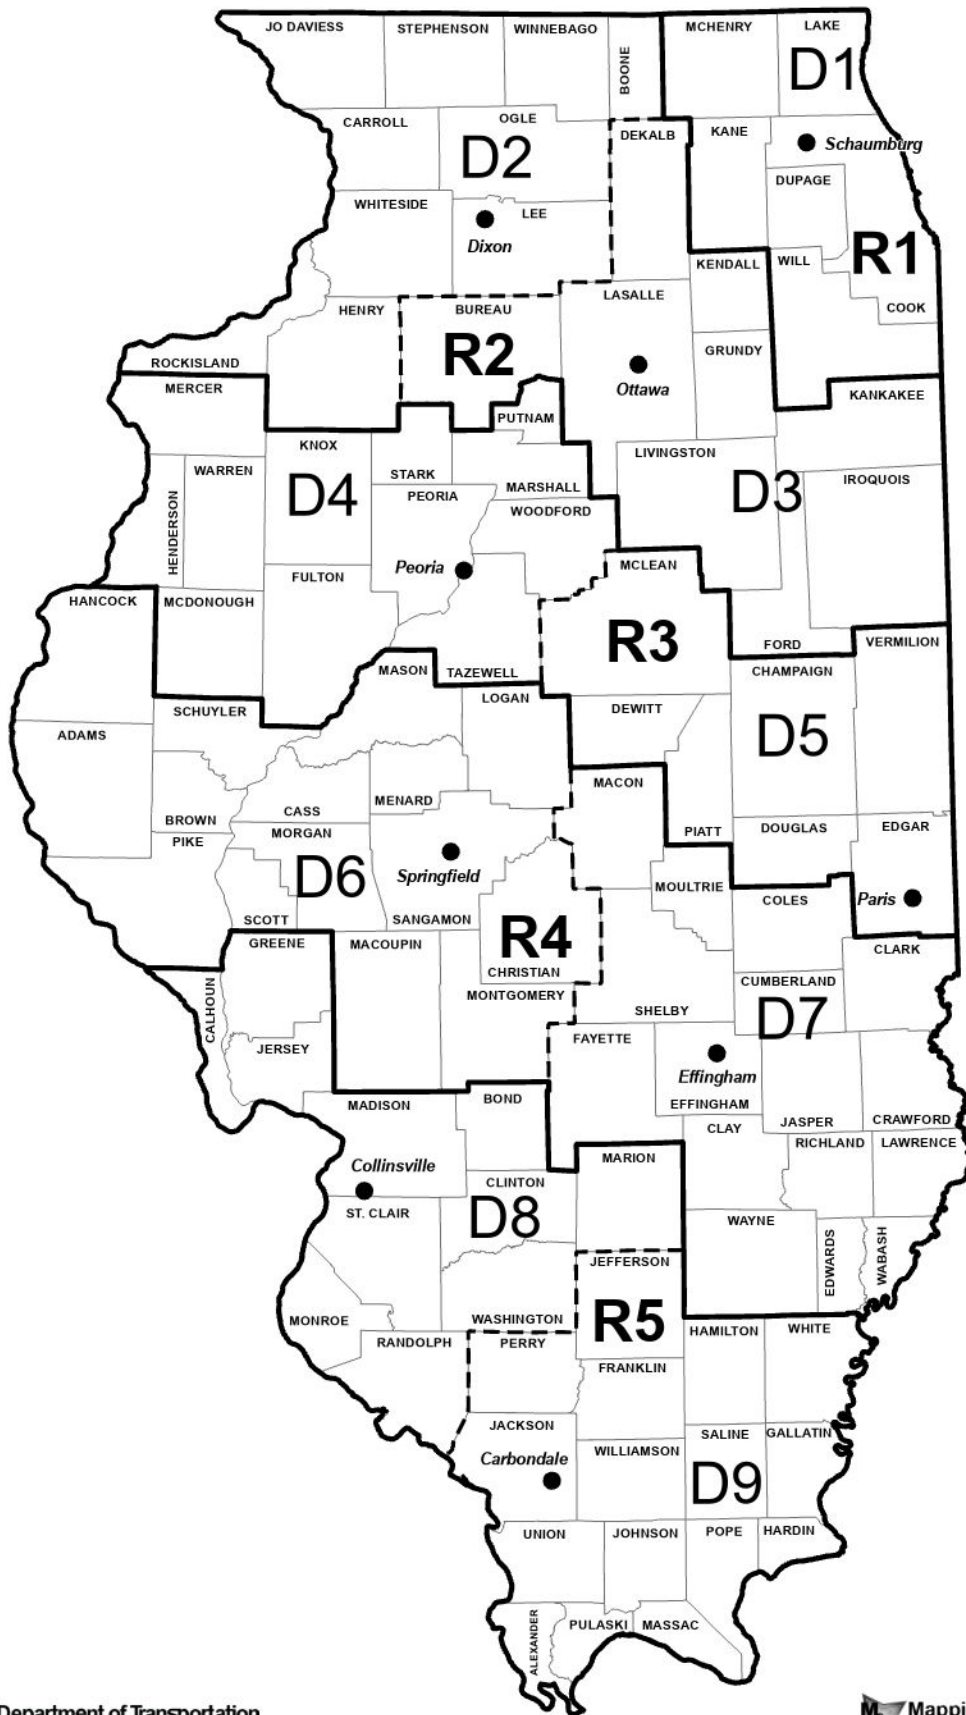 JO DAVIESS
STEPHENSON
WINNEBAGO
BOONE
MCHENRY
LAKE
D1
CARROLL
OGLE
D2
DEKALB
KANE
Schaumburg
DUPAGE
WHITESIDE
LEE
Dixon
R1
KENDALL
WILL
COOK
HENRY
BUREAU
R2
LASALLE
GRUNDY
Ottawa
ROCKISLAND
MERCER
PUTNAM
KANKAKEE
KNOX
WARREN
HENDERSON
D4
STARK
PEORIA
MARSHALL
WOODFORD
LIVINGSTON
D3
IROQUOIS
Peoria
MCLEAN
FULTON
HANCOCK
MCDONOUGH
R3
FORD
VERMILION
MASON
TAZEWELL
CHAMPAIGN
LOGAN
DEWITT
SCHUYLER
ADAMS
D5
MACON
MENARD
CASS
BROWN
PIKE
MORGAN
PIATT
DOUGLAS
EDGAR
Springfield
D6
MOULTRIE
COLES
Paris
SCOTT
SANGAMON
R4
GREENE
MACOUPIN
CHRISTIAN
CLARK
CALHOUN
MONTGOMERY
CUMBERLAND
D7
SHELBY
JERSEY
FAYETTE
Effingham
EFFINGHAM
MADISON
BOND
JASPER
CRAWFORD
CLAY
RICHLAND
LAWRENCE
MARION
Collinsville
CLINTON
D8
ST. CLAIR
WAYNE
EDWARDS
WABASH
JEFFERSON
R5
MONROE
WASHINGTON
HAMILTON
WHITE
RANDOLPH
PERRY
FRANKLIN
JACKSON
SALINE
GALLATIN
Carbondale
WILLIAMSON
D9
UNION
JOHNSON
POPE
HARDIN
ALEXANDER
PULASKI
MASSAC
Department of Transportation
Mappi